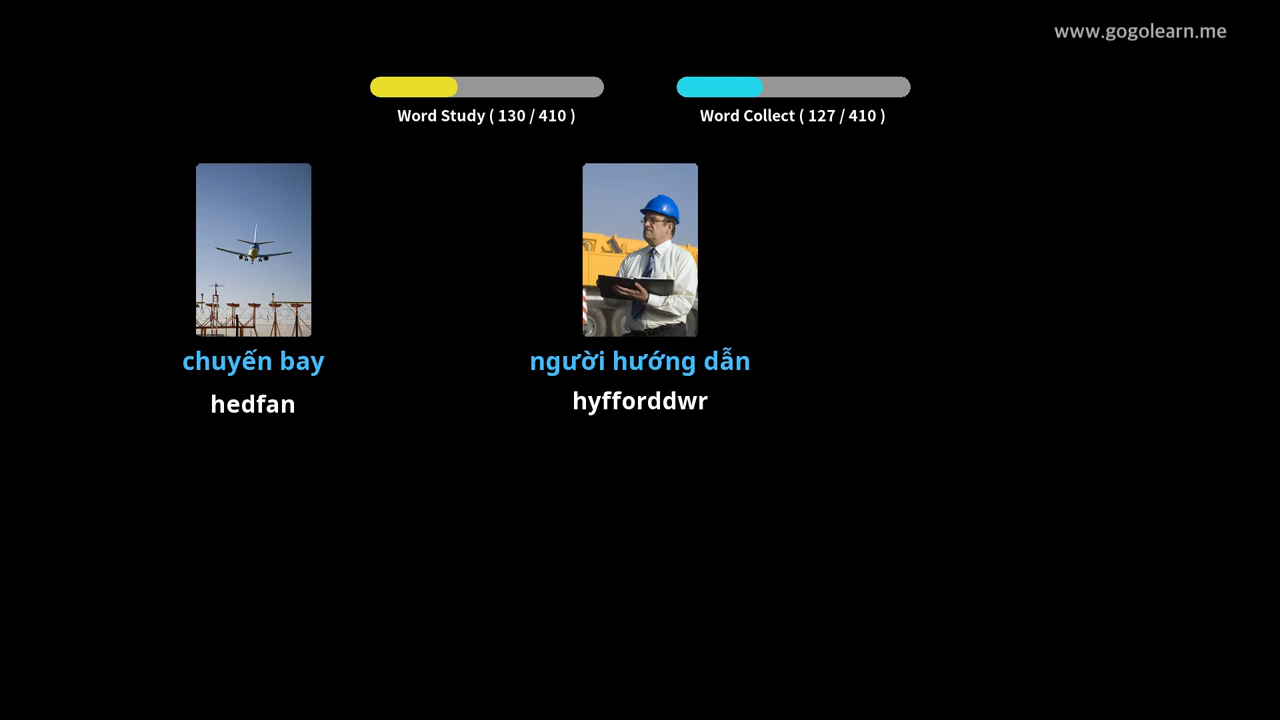 www.gogolearn.me
Word Study ( 130 / 410 )
Word Collect ( 127 / 410 )
chuyến bay
hedfan
người hướng dẫn
hyfforddwr